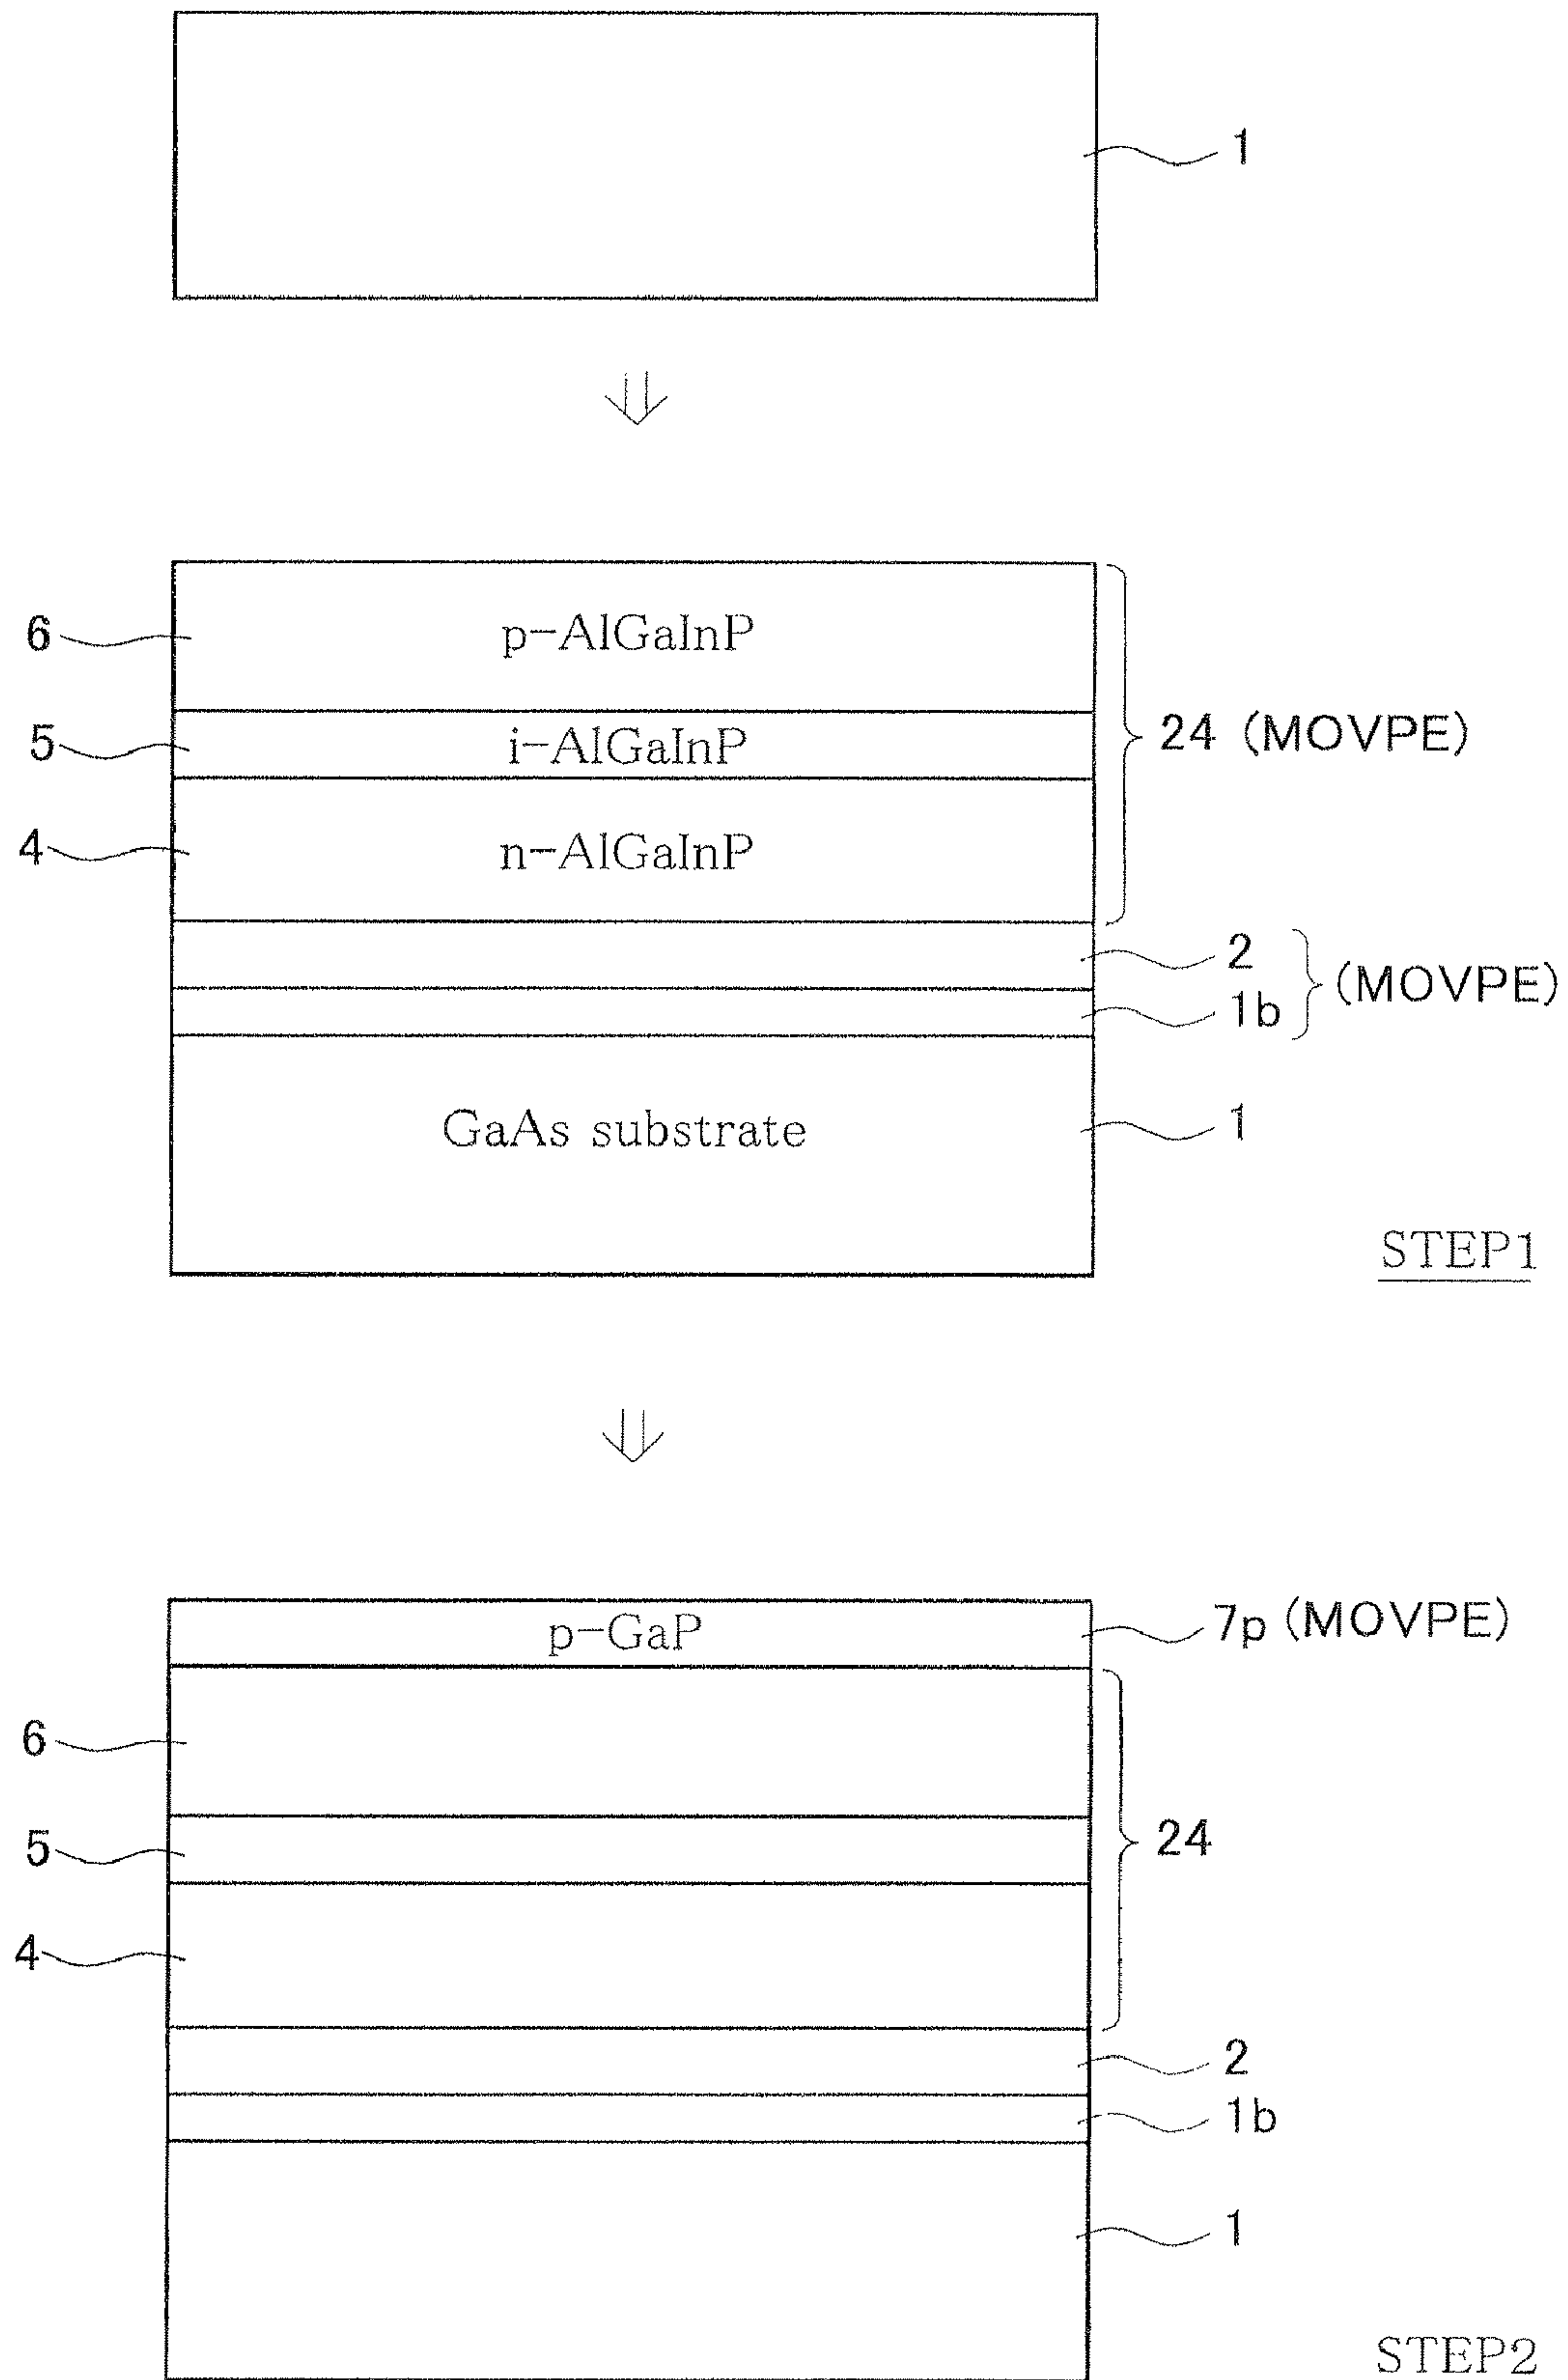 1
6
p-AlGaInP
5
i-AlGaInP
24 (MOVPE)
4
n-AlGaInP
2
(MOVPE)
1b
GaAs substrate
1
STEP1
p-GaP
7p (MOVPE)
6
5
24
4
2
1b
1
STEP2